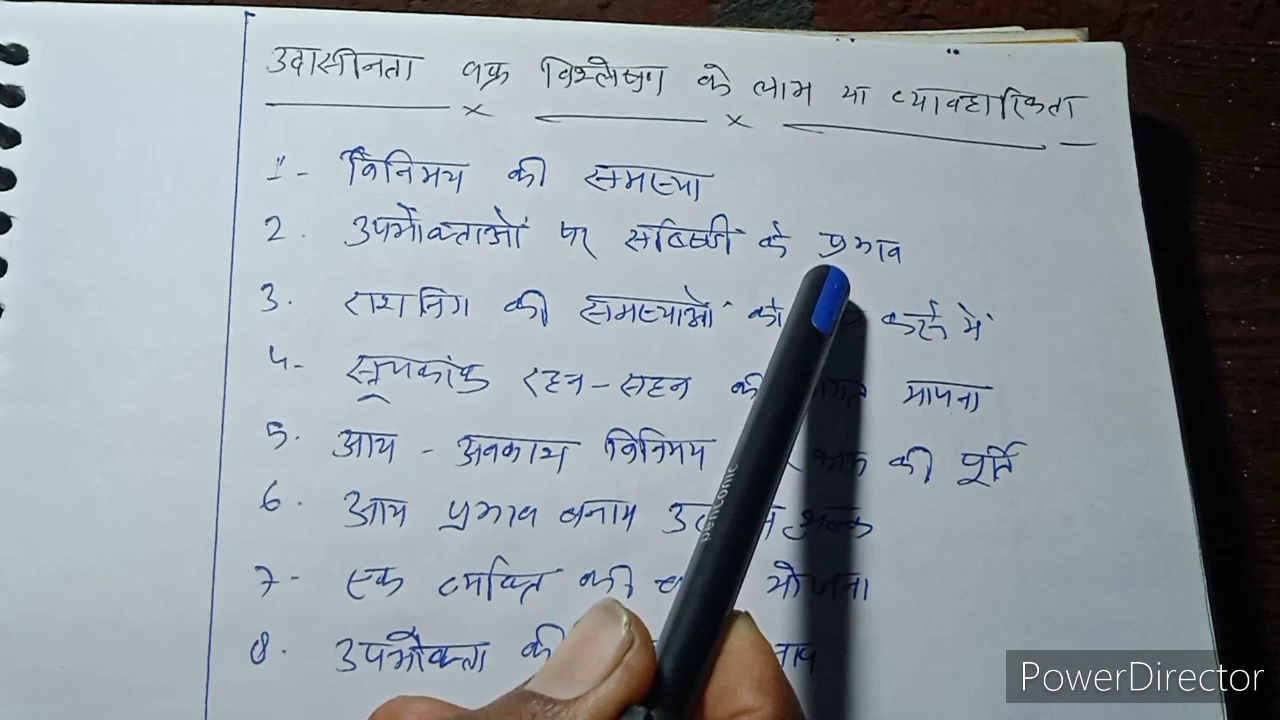 उदासीनता वक्र विश्लेषण के लाभ या व्यावहारिकता
1- विनिमय की समस्या
2. उपभोक्ताओं पर सब्सिडी के प्रभाव
3. राशनिंग की समस्याओं को करने में
4- सूचकांक रहन-सहन की मापना
5. आय - अवकाश विनिमय की पूर्ति
6. आय प्रभाव बनाम शुल्क
7- एक व्यक्ति की योजना
8. उपभोक्ता की
penconic
PowerDirector